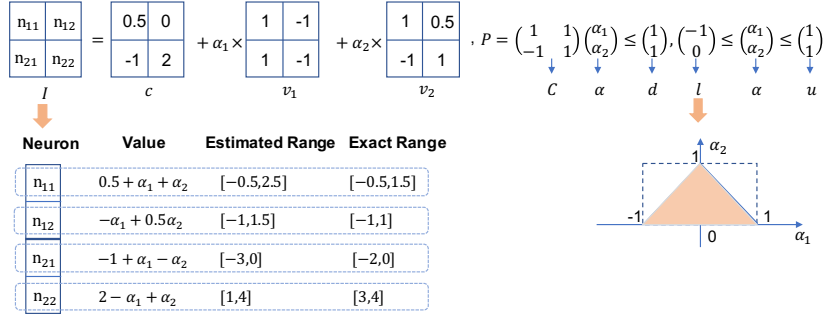 n₁₁ n₁₂ = 0.5 0 + α₁× 1 -1 + α₂× 1 0.5 , P = (1 1) (α₁) ≤ (1) , (-1) ≤ (α₁) ≤ (1)
n₂₁ n₂₂ -1 2 1 -1 -1 1 (-1 1) (α₂) (1) (0) (α₂) (1)
I c v₁ v₂ C α d l α u
Neuron Value Estimated Range Exact Range
n₁₁ 0.5 + α₁ + α₂ [−0.5,2.5] [−0.5,1.5]
n₁₂ −α₁ + 0.5α₂ [−1,1.5] [−1,1]
n₂₁ −1 + α₁ − α₂ [−3,0] [−2,0]
n₂₂ 2 − α₁ + α₂ [1,4] [3,4]
1 α₂
-1 1
0 α₁